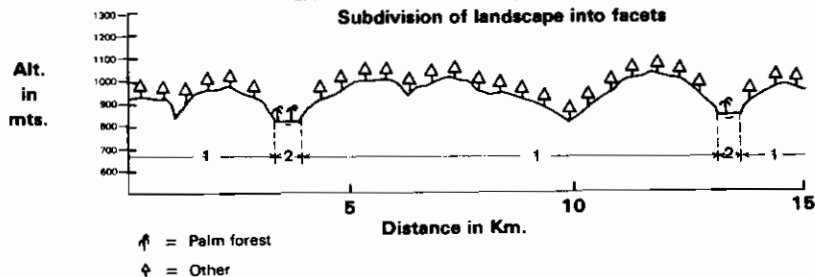 Subdivision of landscape into facets
Alt.
in
mts.
1300
1200
1100
1000
900
800
700
600
1 2 1 2 1
5 10 15
Distance in Km.
= Palm forest
= Other